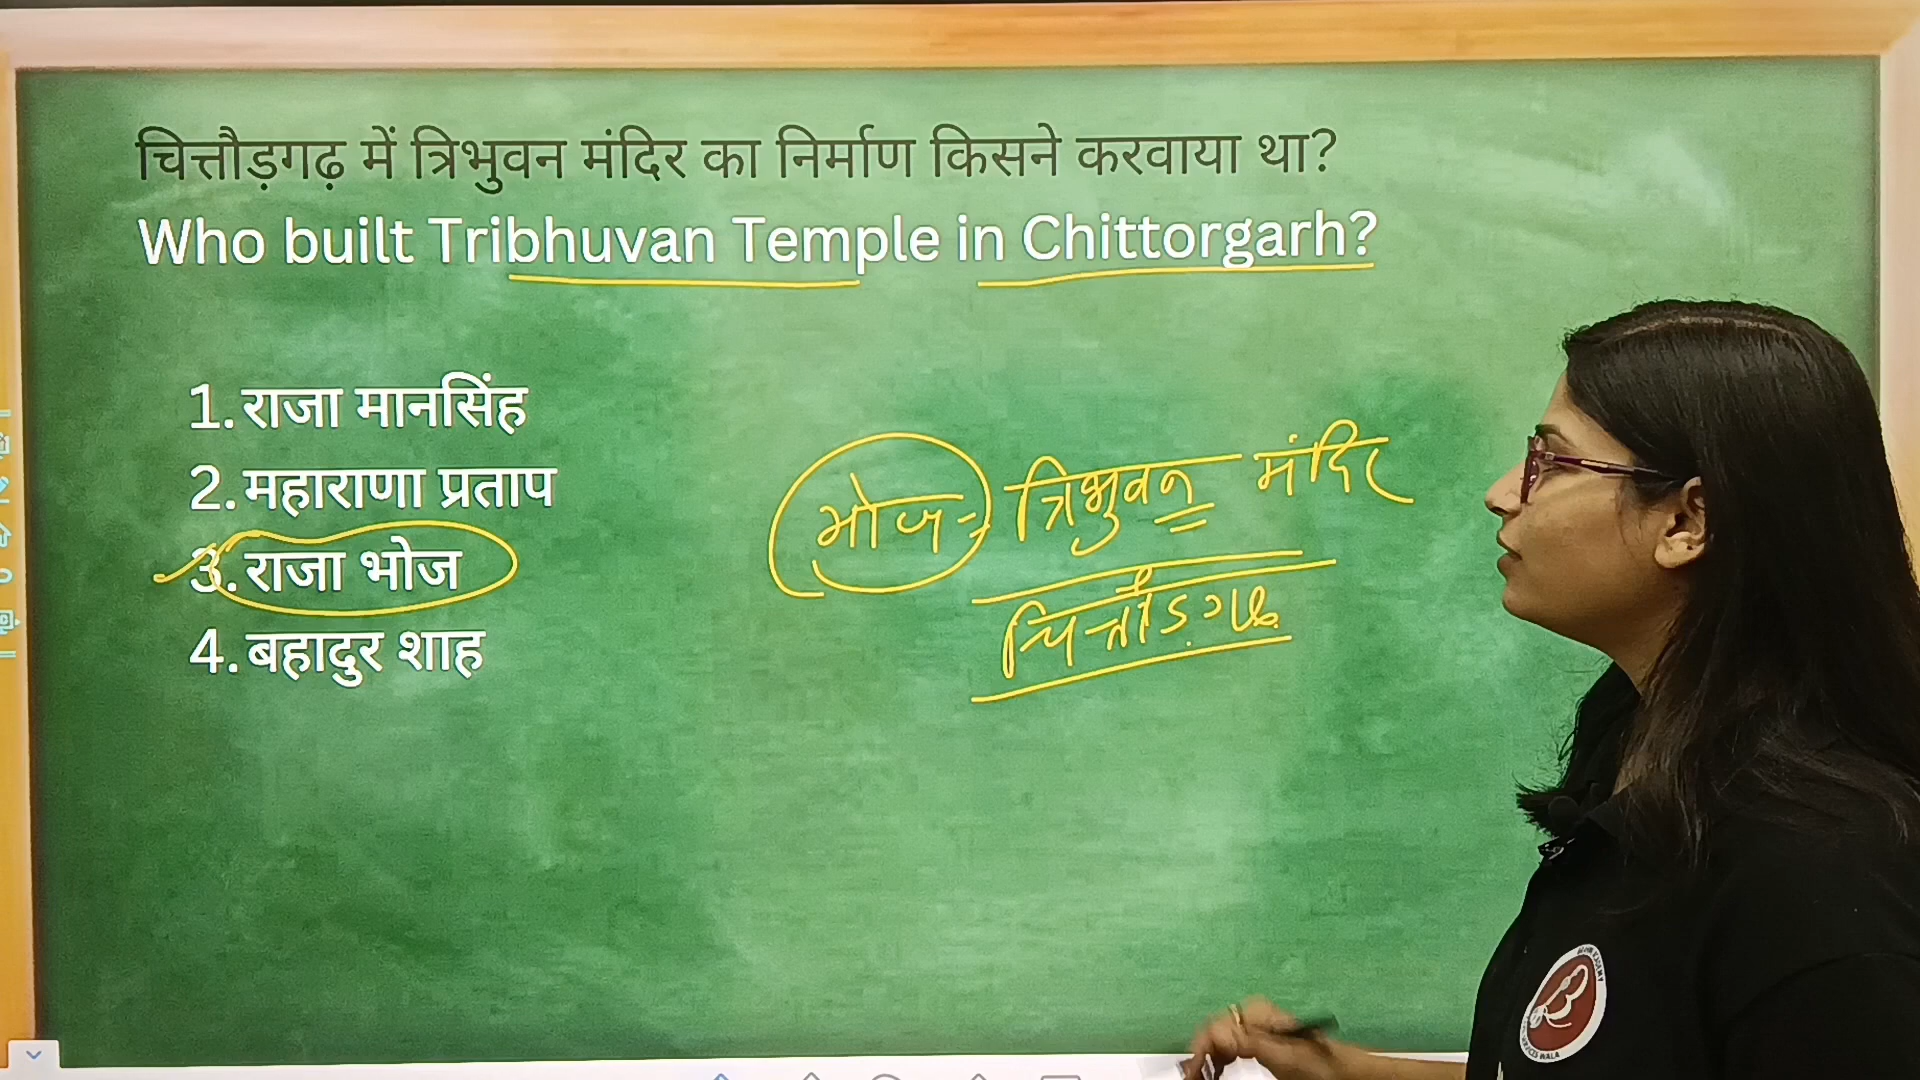 चित्तौड़गढ़ में त्रिभुवन मंदिर का निर्माण किसने करवाया था?
Who built Tribhuvan Temple in Chittorgarh?
1. राजा मानसिंह
2. महाराणा प्रताप
3. राजा भोज
4. बहादुर शाह
भोज - त्रिभुवन मंदिर
चित्तौड़गढ़